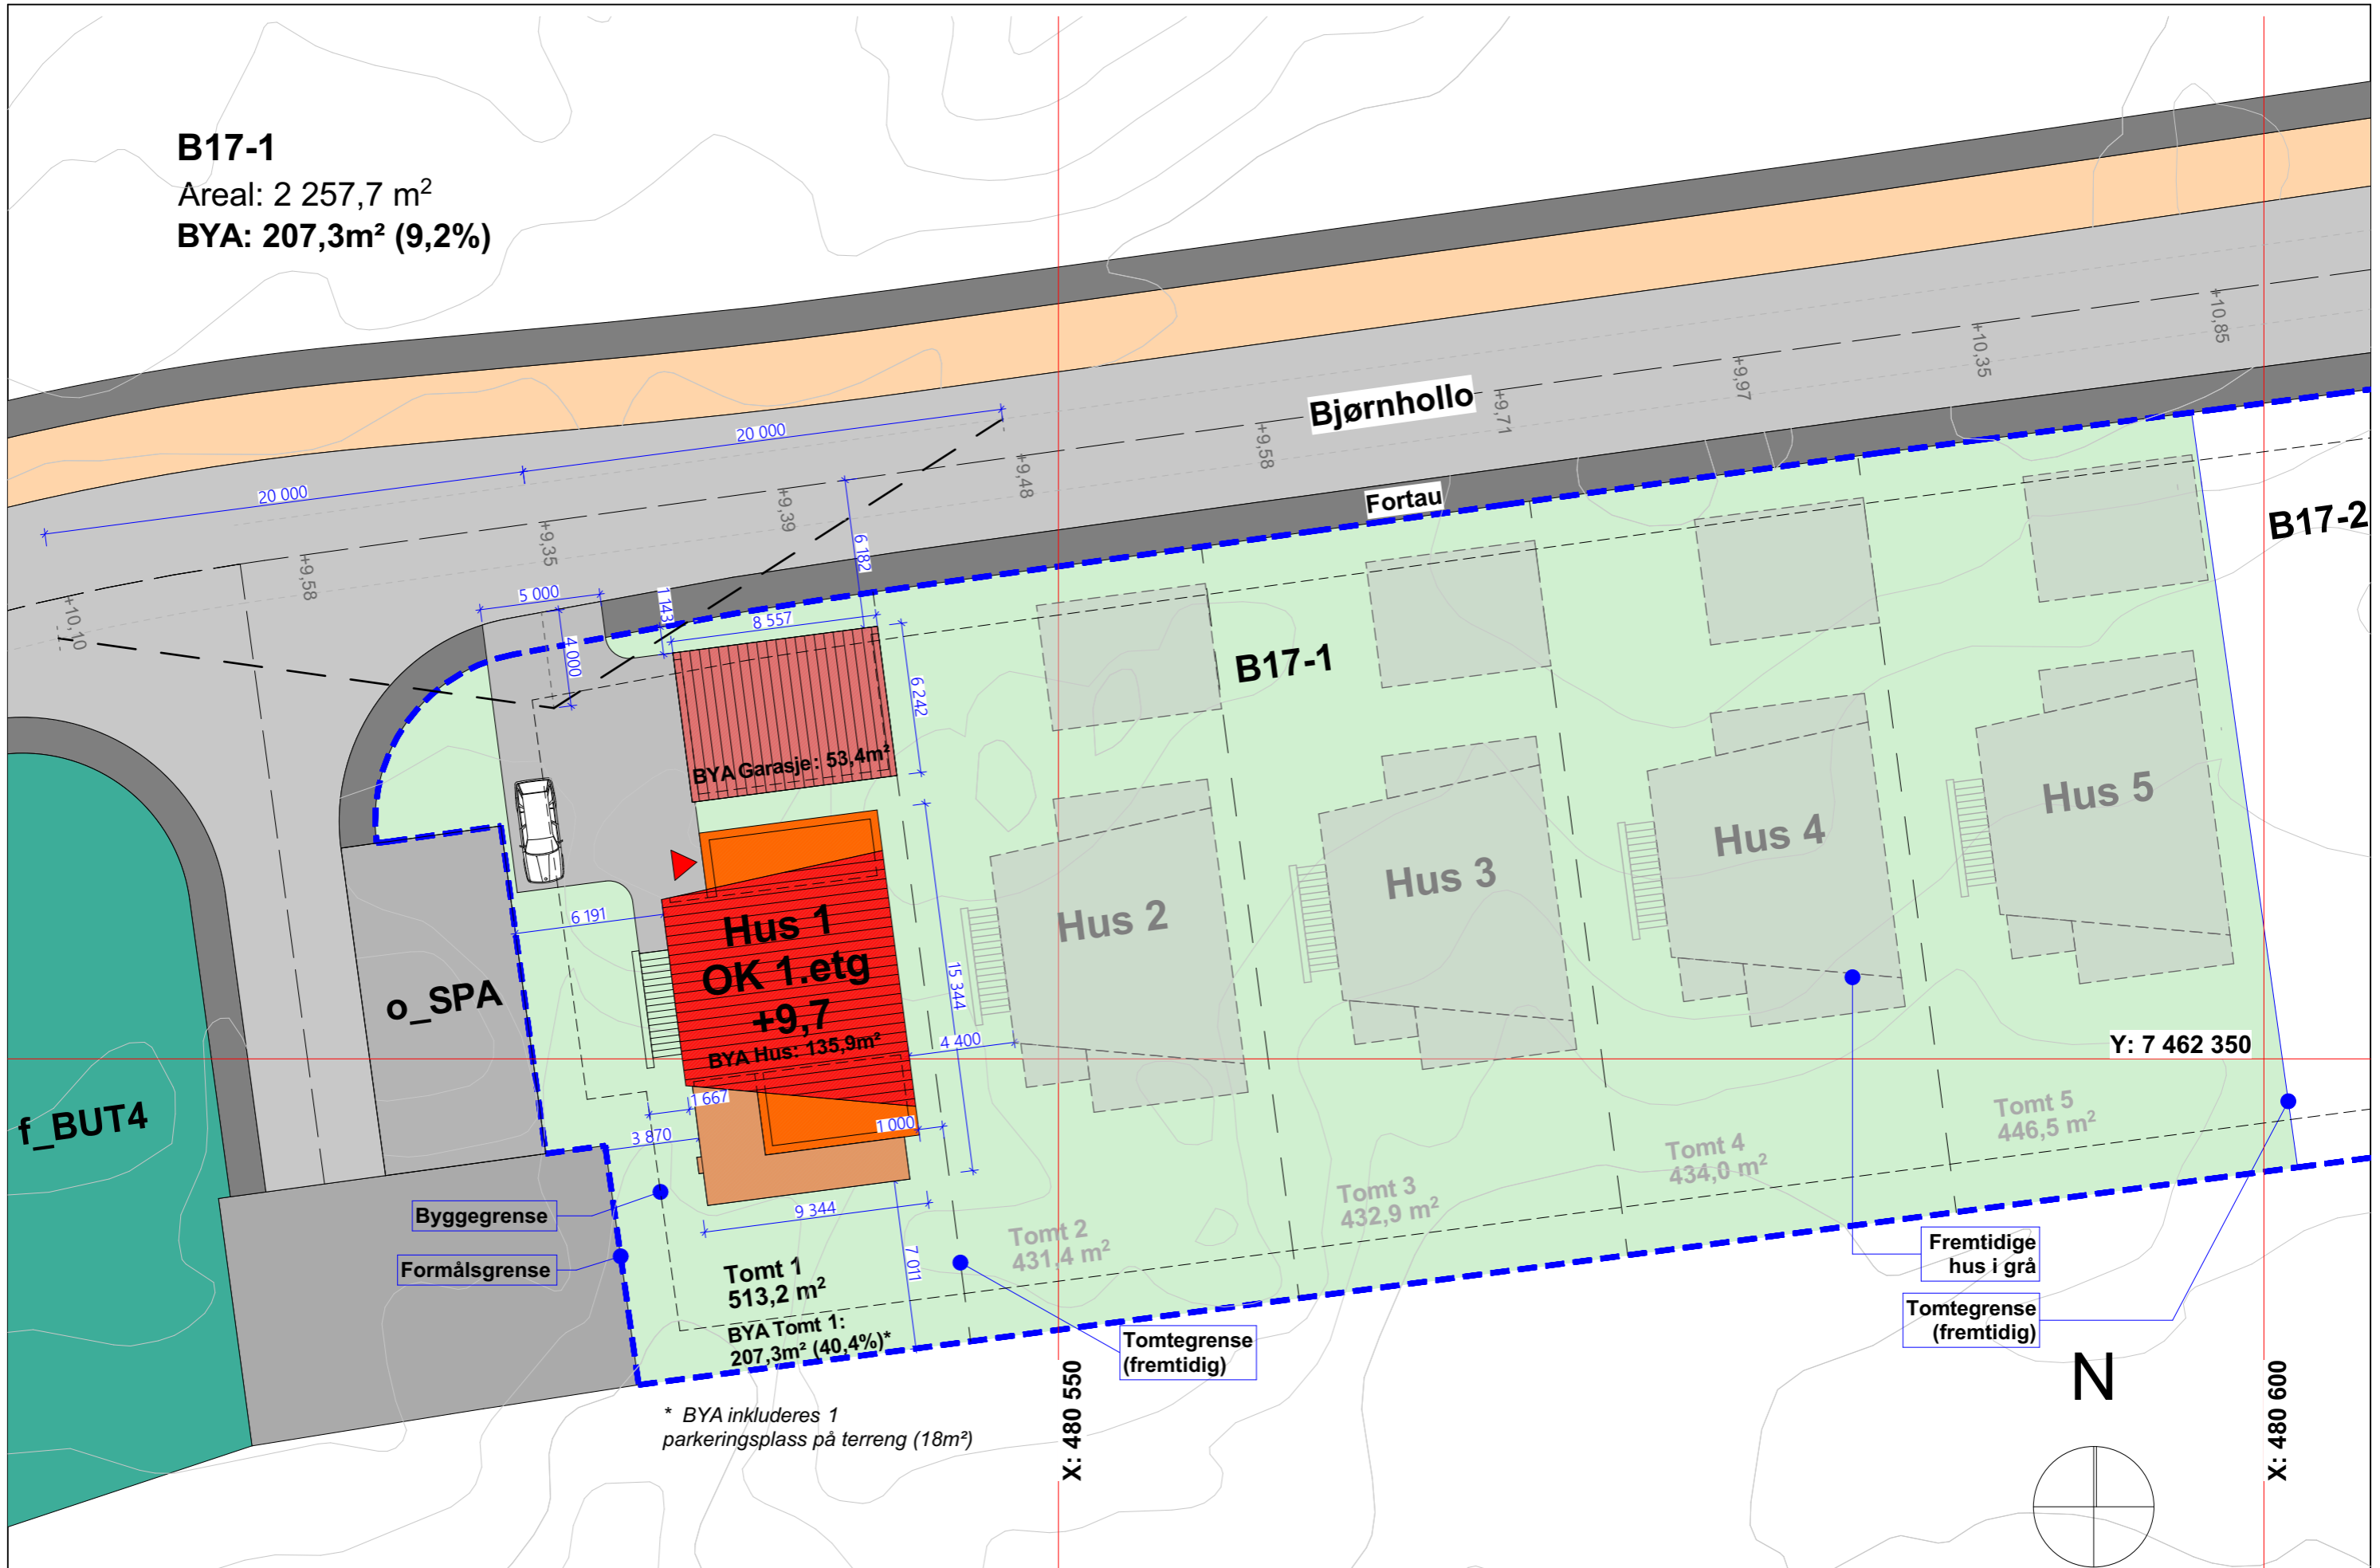 B17-1
Areal: 2 257,7 m²
BYA: 207,3m² (9,2%)
+10,85
+10,35
+9,97
+9,71
+9,58
+9,48
+9,39
+9,35
+9,58
+10,10
Bjørnhollo
20 000
20 000
Fortau
B17-2
6 182
5 000
1 143
8 557
4 000
B17-1
6 242
BYA Garasje: 53,4m²
Hus 5
Hus 4
Hus 3
Hus 2
Hus 1
OK 1.etg
+9,7
BYA Hus: 135,9m²
6 191
15 344
4 400
o_SPA
Y: 7 462 350
f_BUT4
1 667
3 870
1 000
Tomt 5
446,5 m²
Tomt 4
434,0 m²
Tomt 3
432,9 m²
Tomt 2
431,4 m²
Byggegrense
Formålsgrense
9 344
7 011
Tomt 1
513,2 m²
BYA Tomt 1:
207,3m² (40,4%)*
Fremtidige
hus i grå
Tomtegrense
(fremtidig)
Tomtegrense
(fremtidig)
N
* BYA inkluderes 1
parkeringsplass på terreng (18m²)
X: 480 550
X: 480 600